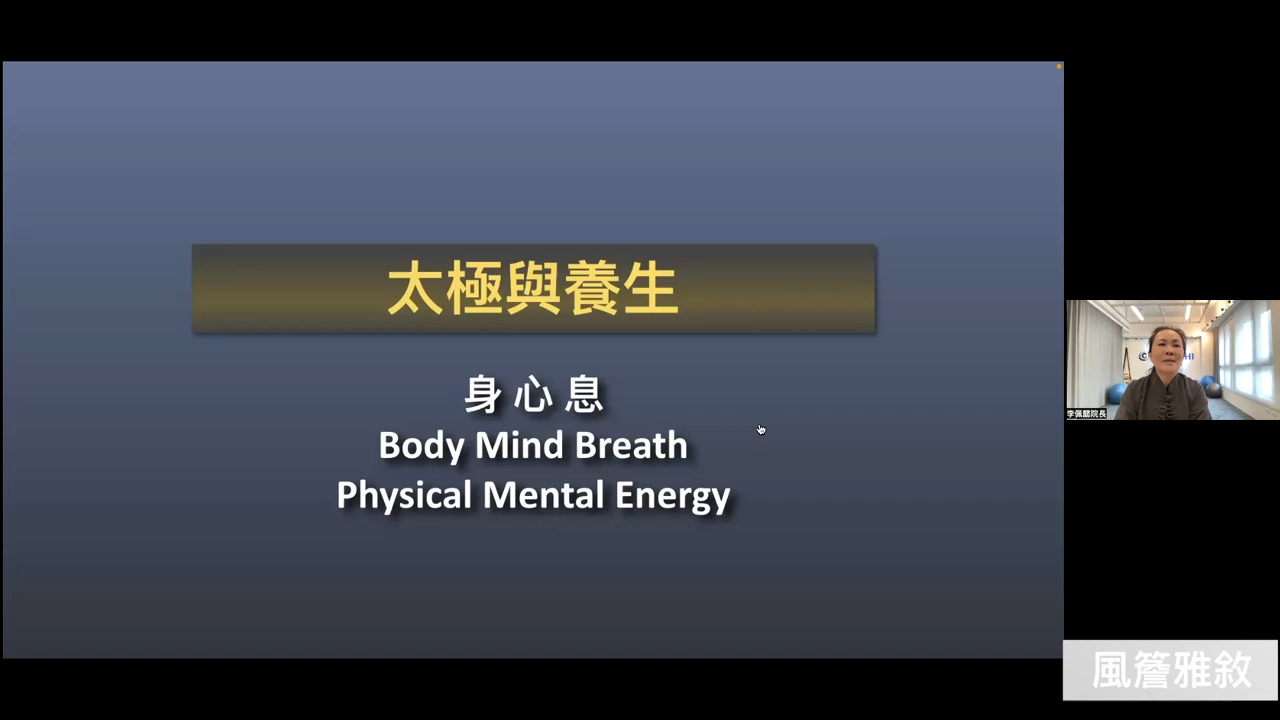 太極與養生
身 心 息
Body Mind Breath
Physical Mental Energy
李佩懿院長
風簷雅敘